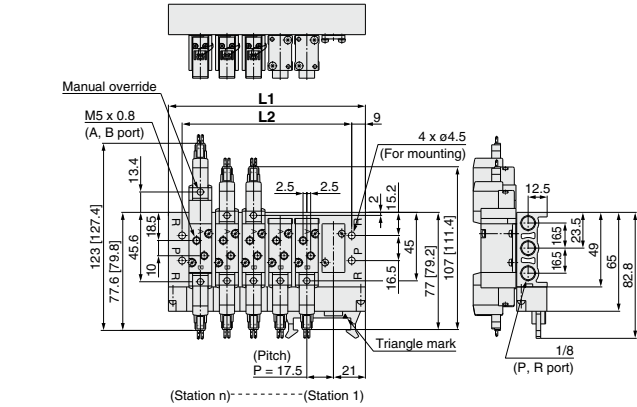 Manual override
L1
M5 x 0.8
(A, B port)
L2
9
4 x ø4.5
(For mounting)
13.4
2.5
2.5
2
15.2
12.5
123 [127.4]
77.6 [79.8]
45.6
18.5
10
R
P
R
R
P
R
16.5
45
77 [79.2]
107 [111.4]
16.5
16.5
23.5
49
65
82.8
Triangle mark
1/8
(P, R port)
(Pitch)
P = 17.5
21
(Station n)
(Station 1)